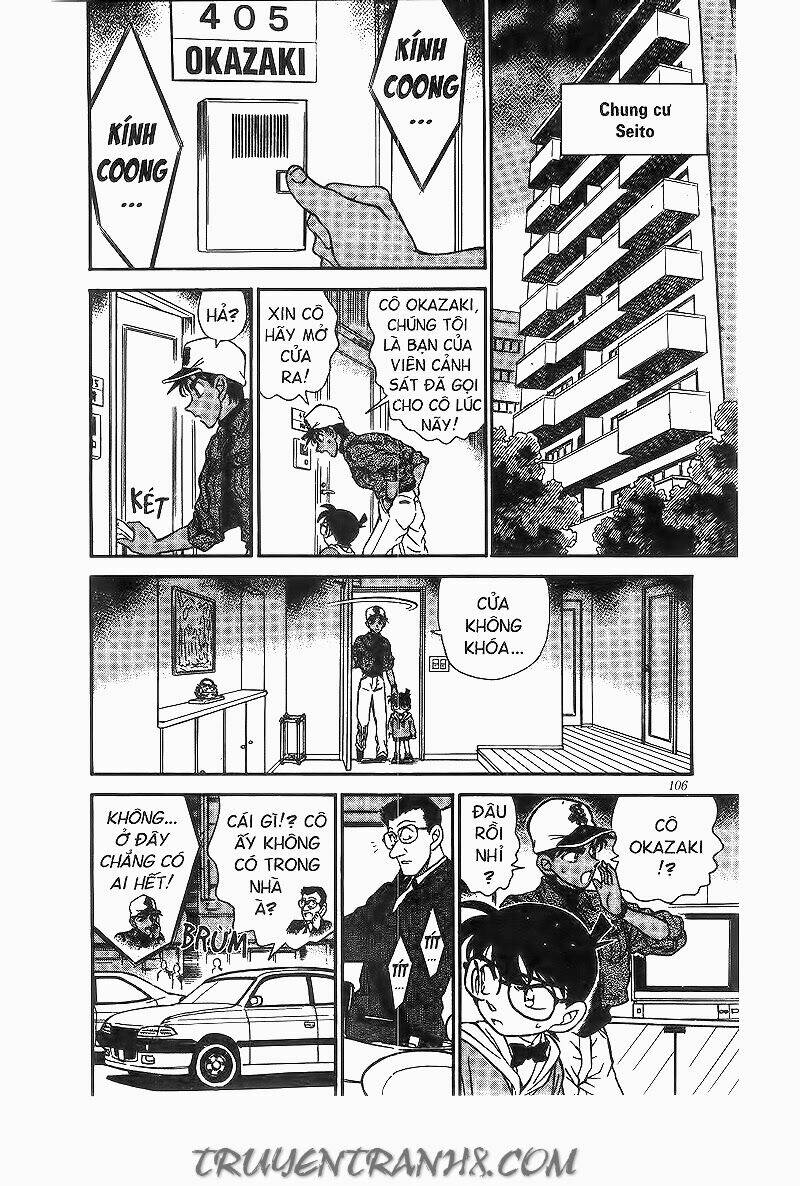 Chung cư
Seito
4 0 5
OKAZAKI
KÍNH
COONG
...
KÍNH
COONG
...
CÔ OKAZAKI,
CHÚNG TÔI
LÀ BẠN CỦA
VIÊN CẢNH
SÁT ĐÃ GỌI
CHO CÔ LÚC
NÃY!
XIN CÔ
HÃY MỞ
CỬA
RA!
HẢ?
KÉT
CỬA
KHÔNG
KHÓA...
106
CÔ
OKAZAKI
!?
ĐÂU
RỒI
NHỈ
?
TÍT
...
TÍT
...
CÁI GÌ!? CÔ
ẤY KHÔNG
CÓ TRONG
NHÀ
À?
KHÔNG...
Ở ĐÂY
CHẲNG CÓ
AI HẾT!
BRÙM
TRUYENTRANH8.COM